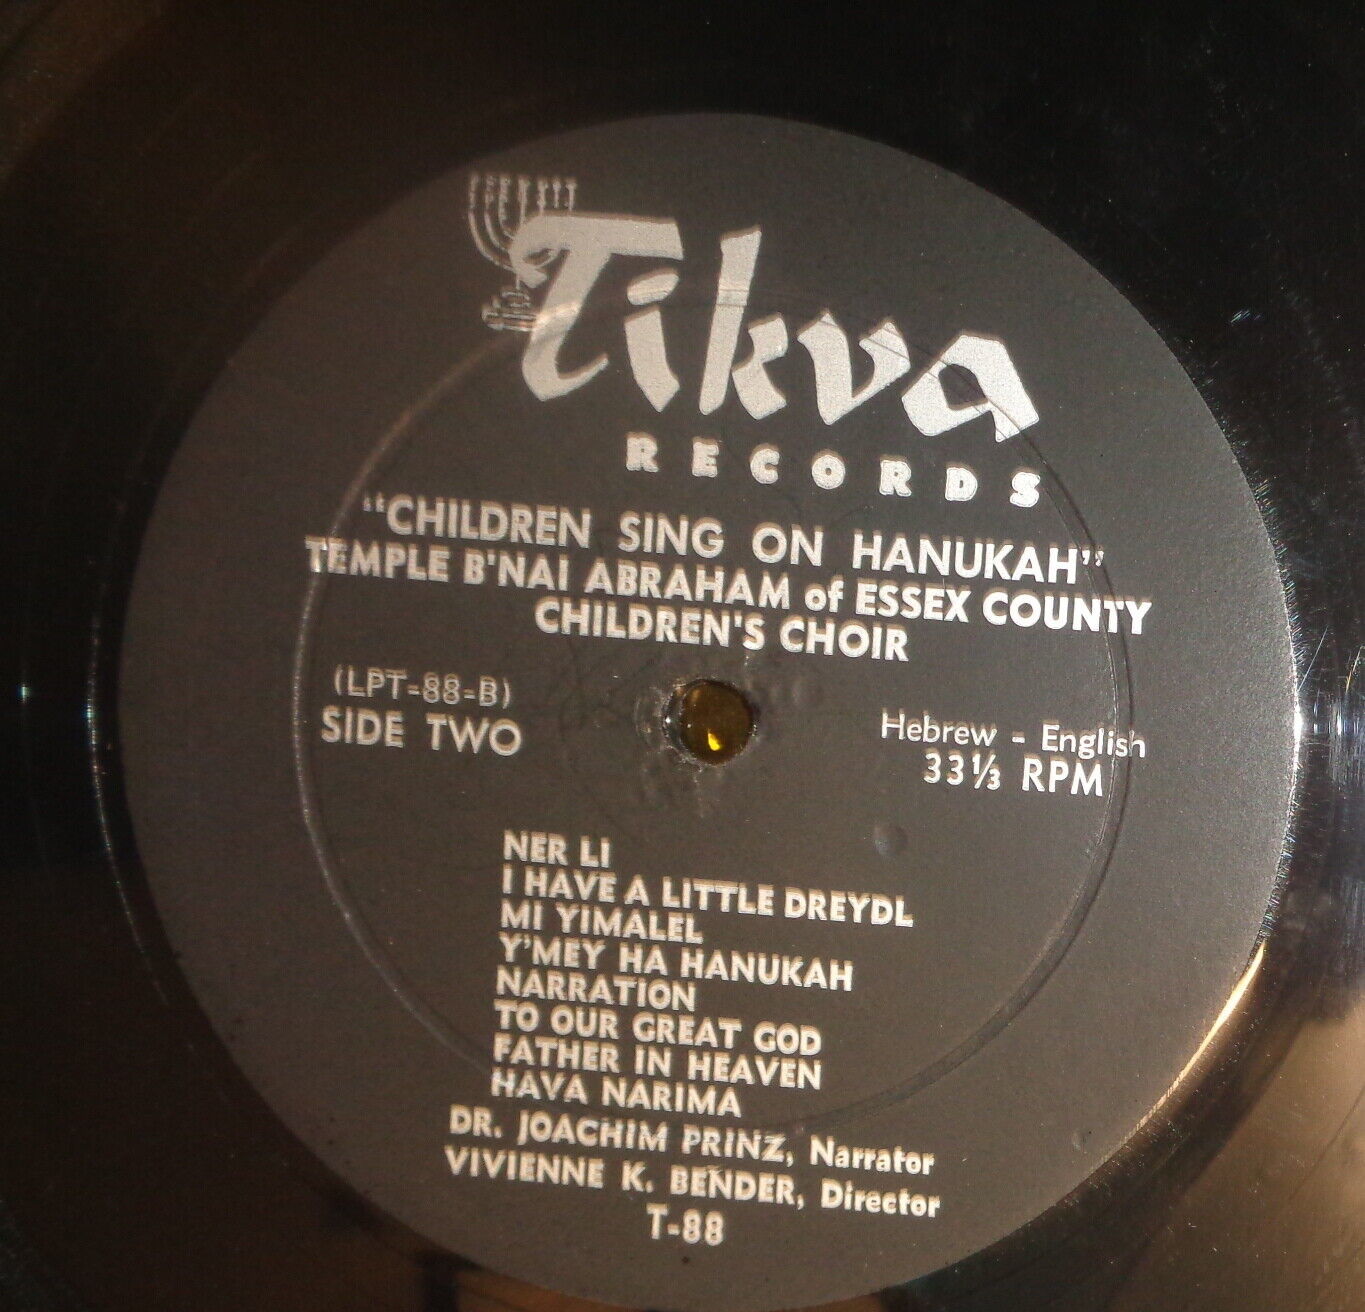 Tikva
RECORDS
"CHILDREN SING ON HANUKAH"
TEMPLE B'NAI ABRAHAM of ESSEX COUNTY
CHILDREN'S CHOIR
(LPT-88-B)
SIDE TWO
Hebrew - English
33⅓ RPM
NER LI
I HAVE A LITTLE DREYDL
MI YIMALEL
Y'MEY HA HANUKAH
NARRATION
TO OUR GREAT GOD
FATHER IN HEAVEN
HAVA NARIMA
DR. JOACHIM PRINZ, Narrator
VIVIENNE K. BENDER, Director
T-88